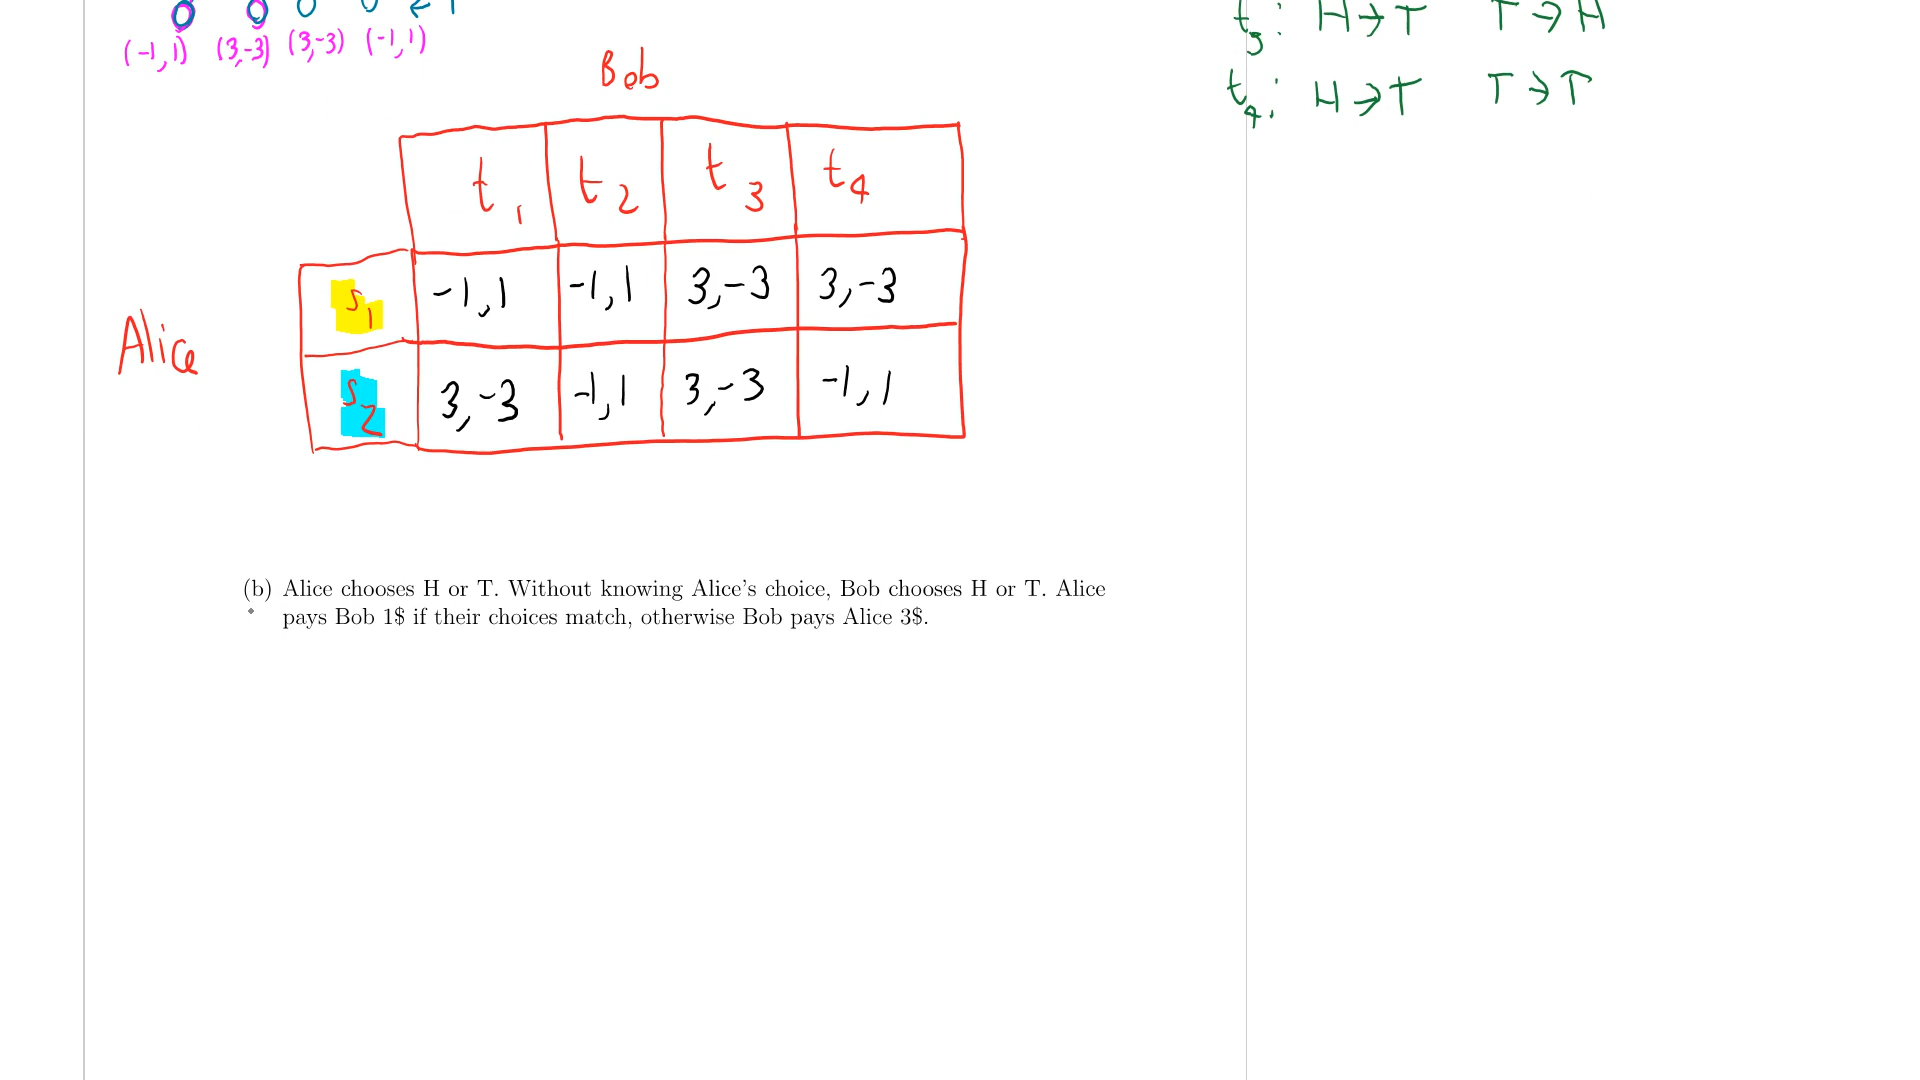 (-1,1) (3,-3) (3,-3) (-1,1)
t3: H→T T→H
t4: H→T T→T
Bob
t1 t2 t3 t4
Alice
s1 -1,1 -1,1 3,-3 3,-3
s2 3,-3 -1,1 3,-3 -1,1
(b) Alice chooses H or T. Without knowing Alice's choice, Bob chooses H or T. Alice
pays Bob 1$ if their choices match, otherwise Bob pays Alice 3$.